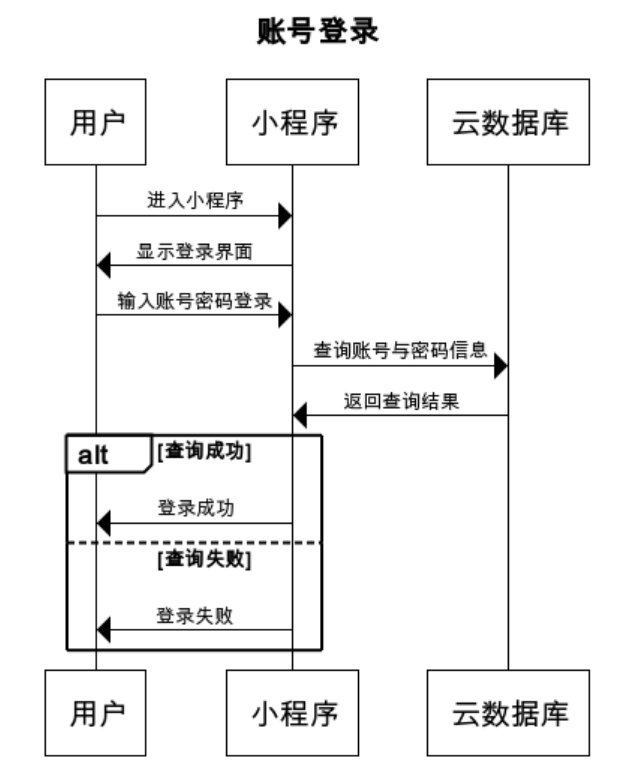 账号登录
用户
小程序
云数据库
进入小程序
显示登录界面
输入账号密码登录
查询账号与密码信息
返回查询结果
alt
[查询成功]
登录成功
[查询失败]
登录失败
用户
小程序
云数据库